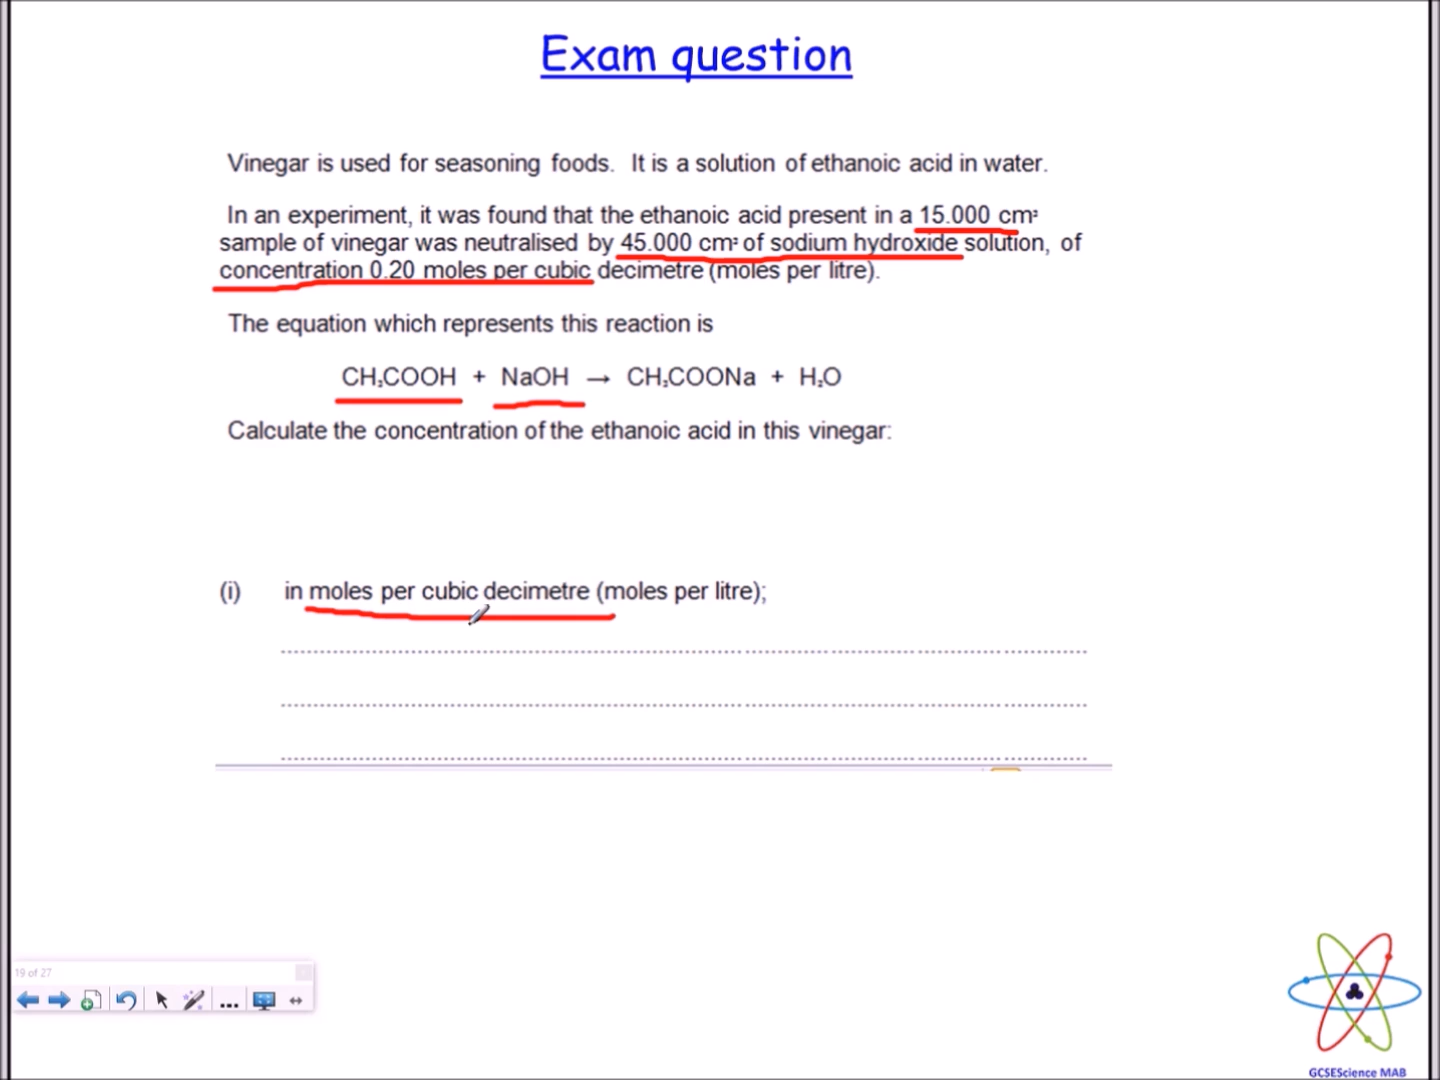 Exam question
Vinegar is used for seasoning foods. It is a solution of ethanoic acid in water.
In an experiment, it was found that the ethanoic acid present in a 15.000 cm³
sample of vinegar was neutralised by 45.000 cm³ of sodium hydroxide solution, of
concentration 0.20 moles per cubic decimetre (moles per litre).
The equation which represents this reaction is
CH₃COOH + NaOH → CH₃COONa + H₂O
Calculate the concentration of the ethanoic acid in this vinegar:
(i) in moles per cubic decimetre (moles per litre);
19 of 27
GCSEScience MAB